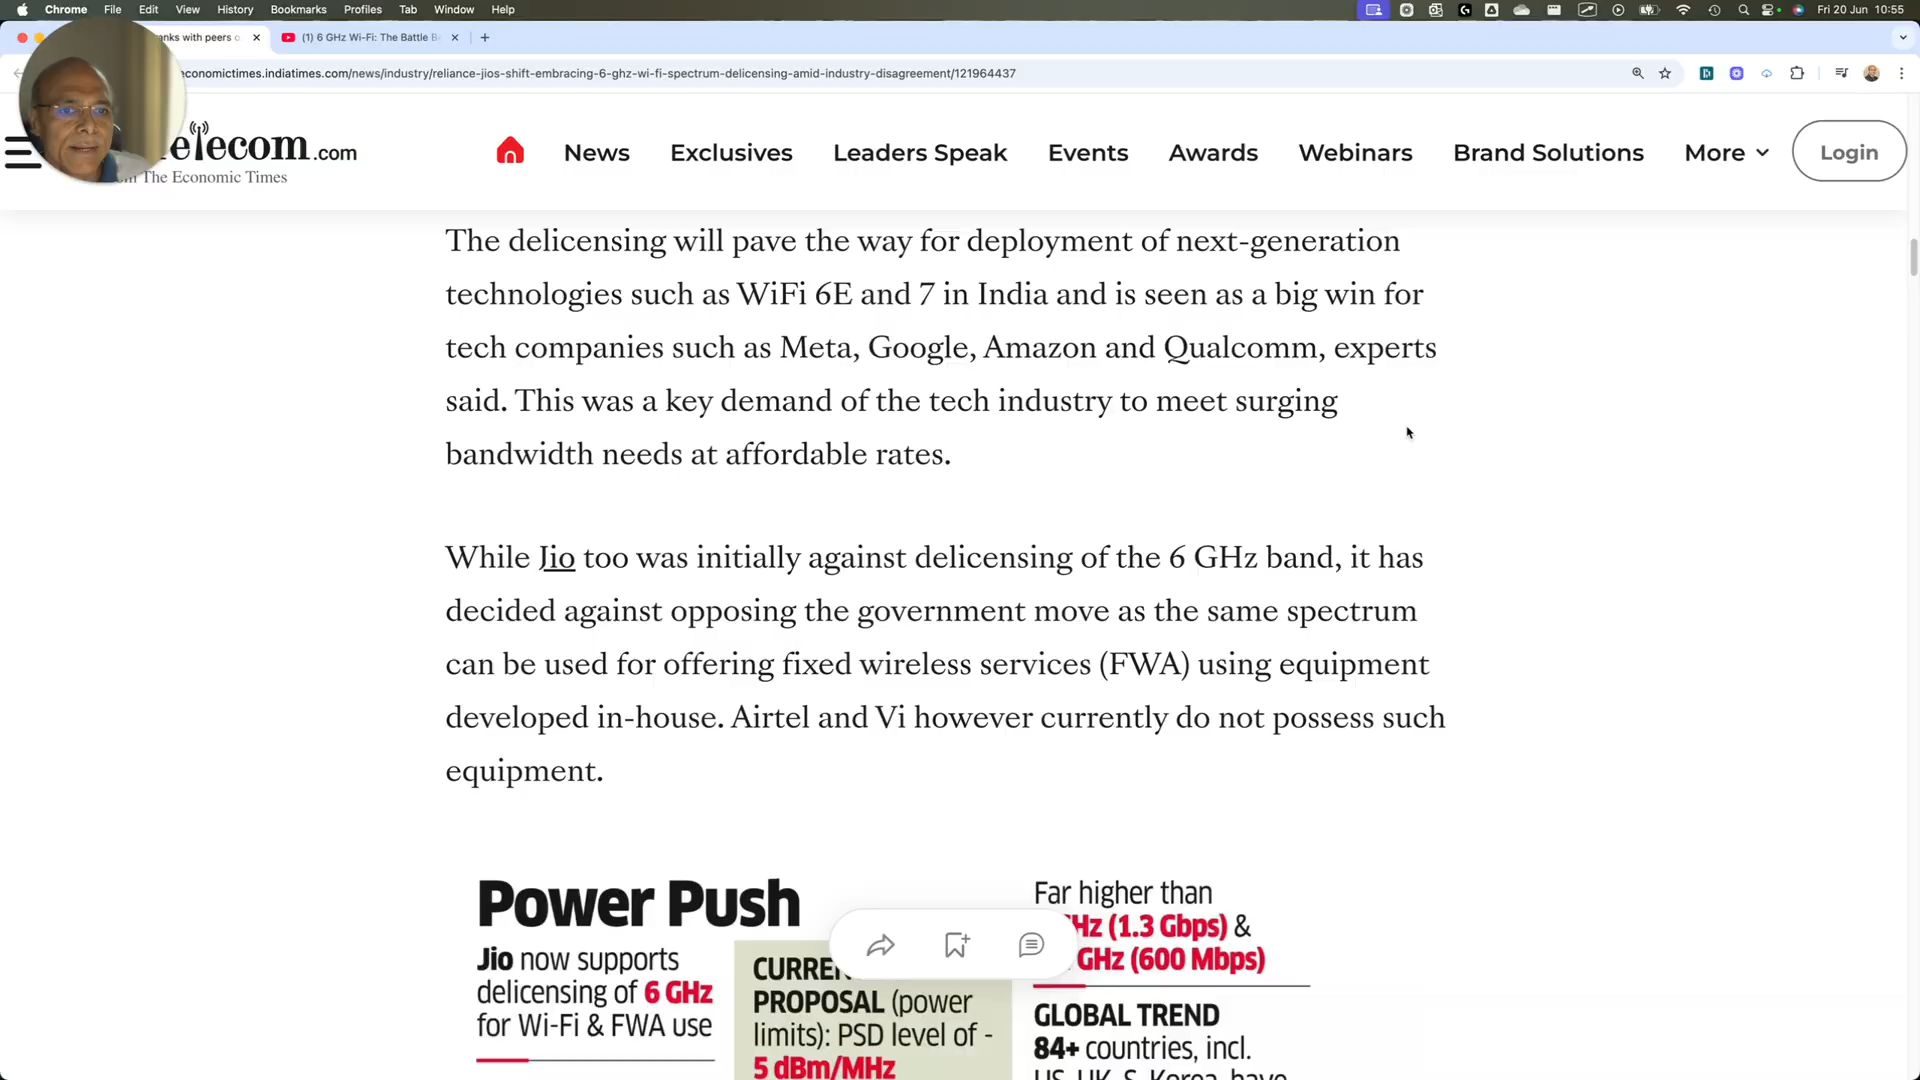 Chrome File Edit View History Bookmarks Profiles Tab Window Help Fri 20 Jun 10:55
anks with peers (1) 6 GHz Wi-Fi: The Battle B
economictimes.indiatimes.com/news/industry/reliance-jios-shift-embracing-6-ghz-wi-fi-spectrum-delicensing-amid-industry-disagreement/121964437
elecom.com News Exclusives Leaders Speak Events Awards Webinars Brand Solutions More Login
The Economic Times
The delicensing will pave the way for deployment of next-generation
technologies such as WiFi 6E and 7 in India and is seen as a big win for
tech companies such as Meta, Google, Amazon and Qualcomm, experts
said. This was a key demand of the tech industry to meet surging
bandwidth needs at affordable rates.
While Jio too was initially against delicensing of the 6 GHz band, it has
decided against opposing the government move as the same spectrum
can be used for offering fixed wireless services (FWA) using equipment
developed in-house. Airtel and Vi however currently do not possess such
equipment.
Power Push
Jio now supports
delicensing of 6 GHz
for Wi-Fi & FWA use
CURREN
PROPOSAL (power
limits): PSD level of -
5 dBm/MHz
Far higher than
Hz (1.3 Gbps) &
GHz (600 Mbps)
GLOBAL TREND
84+ countries, incl.
US, UK, S. Korea, have